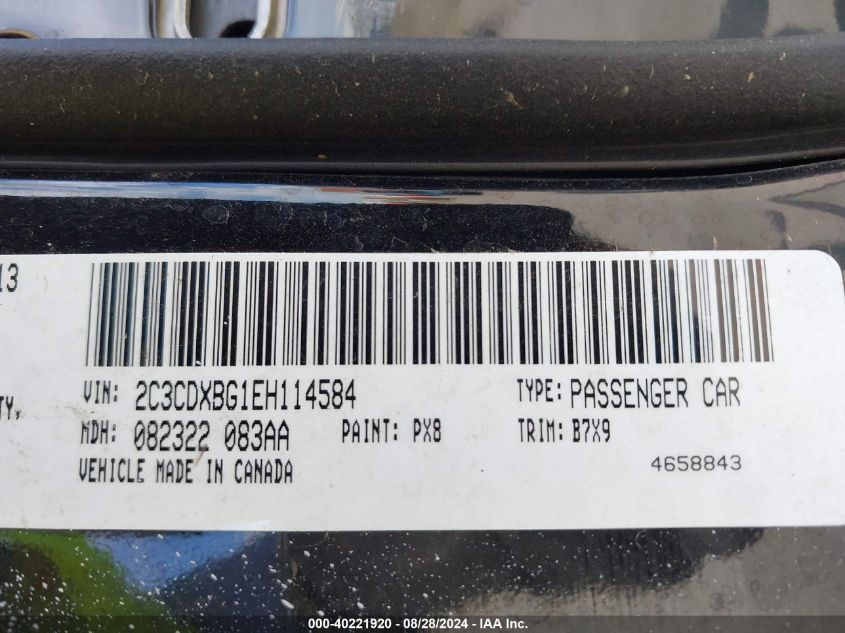 13
VIN: 2C3CDXBG1EH114584 TYPE: PASSENGER CAR
TY,
MDH: 082322 083AA PAINT: PX8 TRIM: B7X9
VEHICLE MADE IN CANADA 4658843
000-40221920 - 08/28/2024 - IAA Inc.